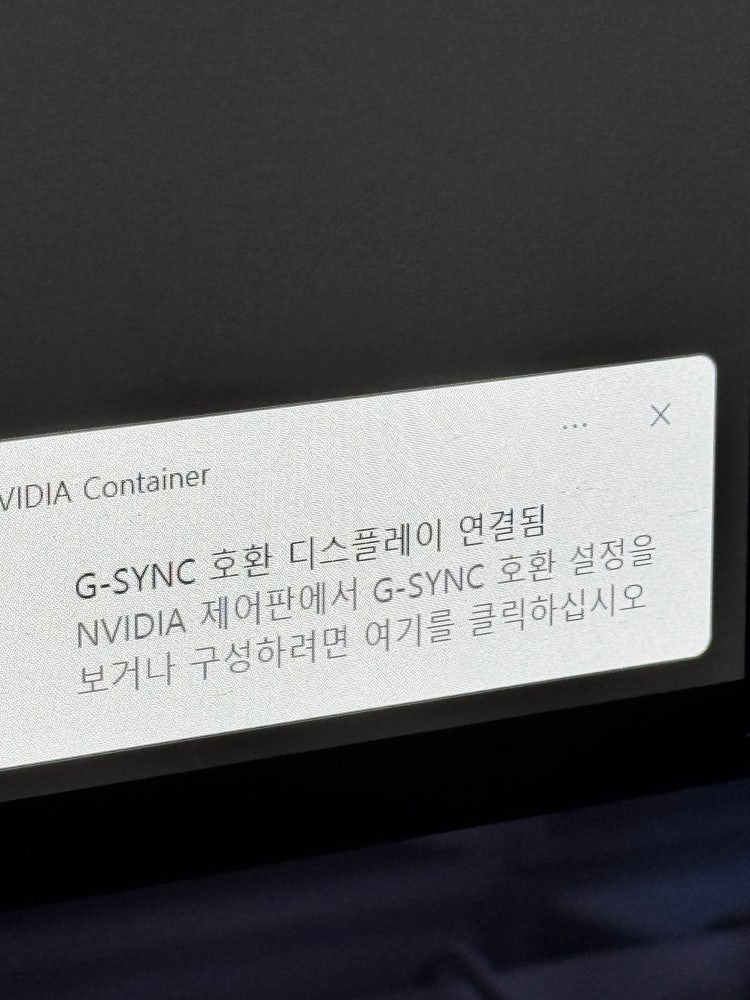 VIDIA Container
G-SYNC 호환 디스플레이 연결됨
NVIDIA 제어판에서 G-SYNC 호환 설정을
보거나 구성하려면 여기를 클릭하십시오